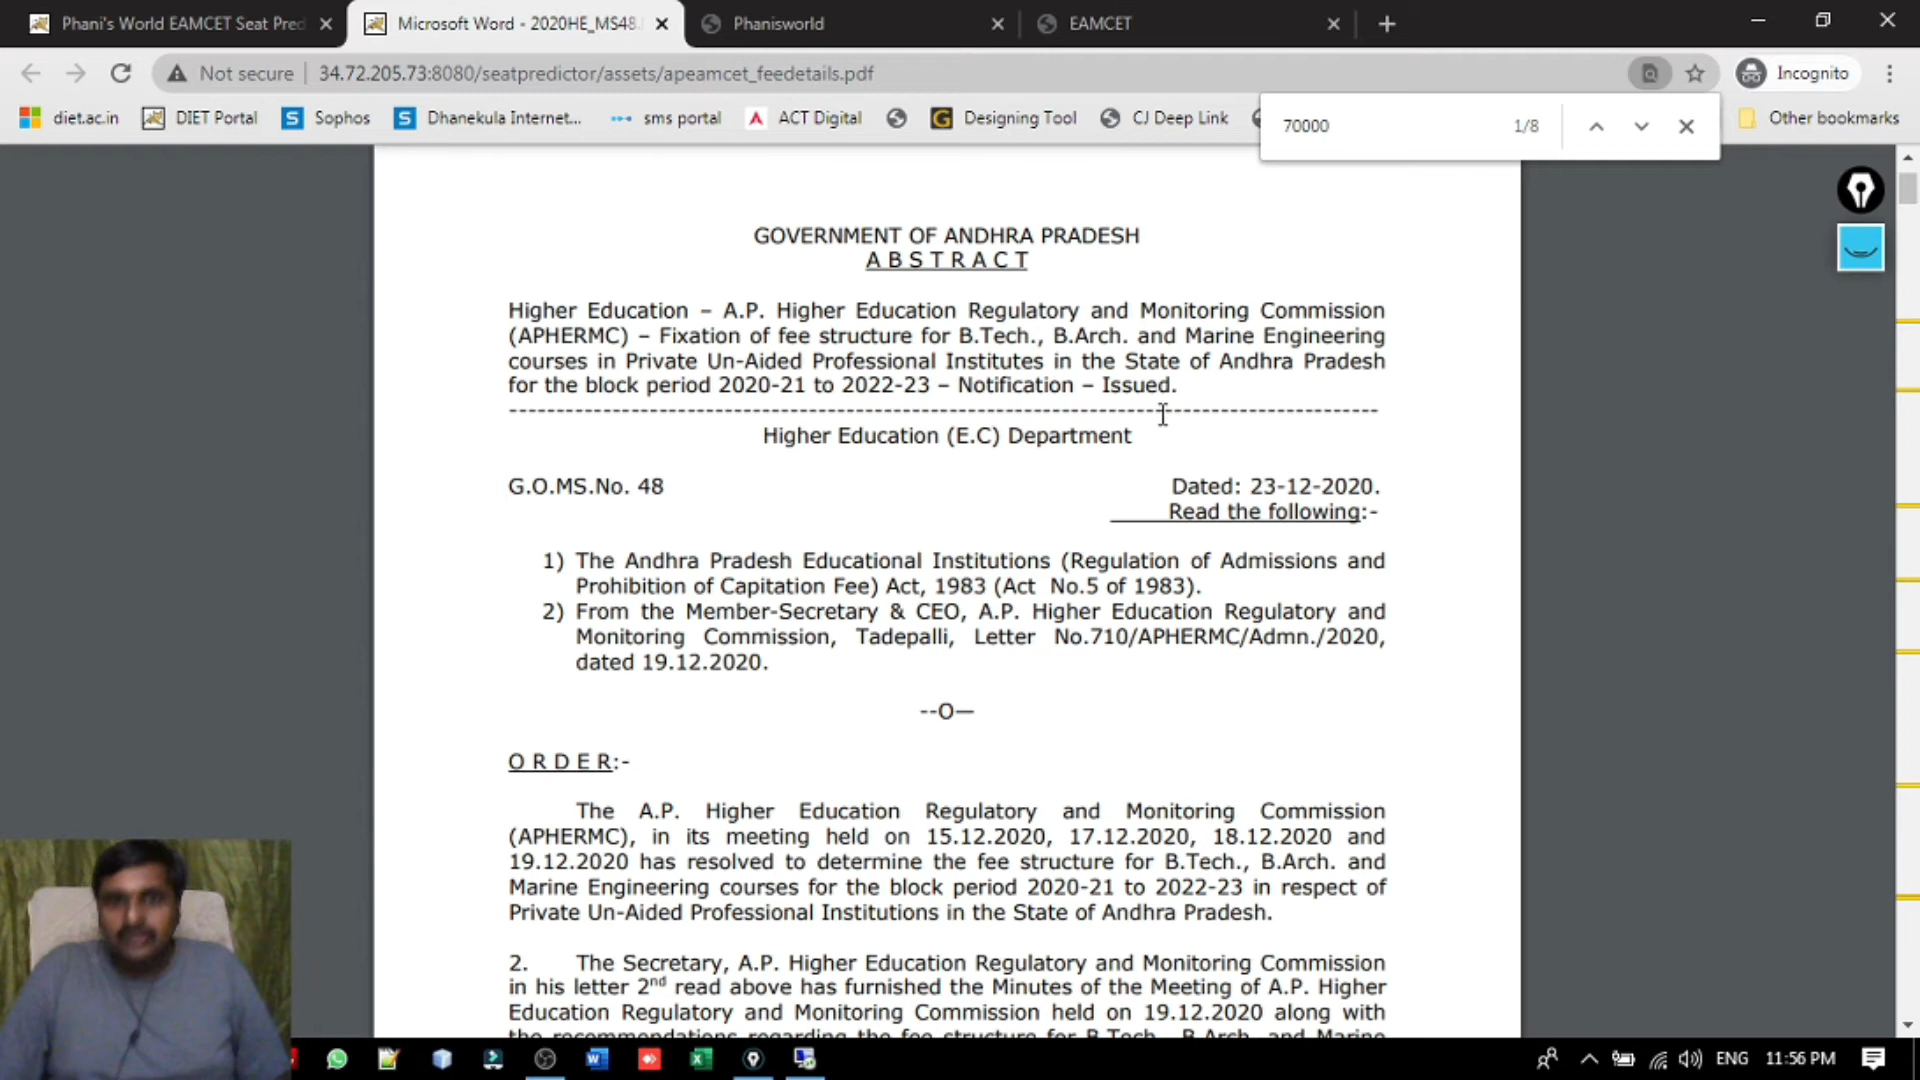 Phani's World EAMCET Seat Pred
Microsoft Word - 2020HE_MS48.
Phanisworld
EAMCET
Not secure
34.72.205.73:8080/seatpredictor/assets/apeamcet_feedetails.pdf
Incognito
diet.ac.in
DIET Portal
Sophos
Dhanekula Internet...
sms portal
ACT Digital
Designing Tool
CJ Deep Link
Other bookmarks
70000
1/8
GOVERNMENT OF ANDHRA PRADESH
A B S T R A C T
Higher Education – A.P. Higher Education Regulatory and Monitoring Commission
(APHERMC) – Fixation of fee structure for B.Tech., B.Arch. and Marine Engineering
courses in Private Un-Aided Professional Institutes in the State of Andhra Pradesh
for the block period 2020-21 to 2022-23 – Notification – Issued.
Higher Education (E.C) Department
G.O.MS.No. 48
Dated: 23-12-2020.
Read the following:-
1) The Andhra Pradesh Educational Institutions (Regulation of Admissions and
Prohibition of Capitation Fee) Act, 1983 (Act No.5 of 1983).
2) From the Member-Secretary & CEO, A.P. Higher Education Regulatory and
Monitoring Commission, Tadepalli, Letter No.710/APHERMC/Admn./2020,
dated 19.12.2020.
--O—
O R D E R:-
The A.P. Higher Education Regulatory and Monitoring Commission
(APHERMC), in its meeting held on 15.12.2020, 17.12.2020, 18.12.2020 and
19.12.2020 has resolved to determine the fee structure for B.Tech., B.Arch. and
Marine Engineering courses for the block period 2020-21 to 2022-23 in respect of
Private Un-Aided Professional Institutions in the State of Andhra Pradesh.
2. The Secretary, A.P. Higher Education Regulatory and Monitoring Commission
in his letter 2nd read above has furnished the Minutes of the Meeting of A.P. Higher
Education Regulatory and Monitoring Commission held on 19.12.2020 along with
the recommendations regarding the fee structure for B.Tech., B.Arch. and Marine
ENG
11:56 PM